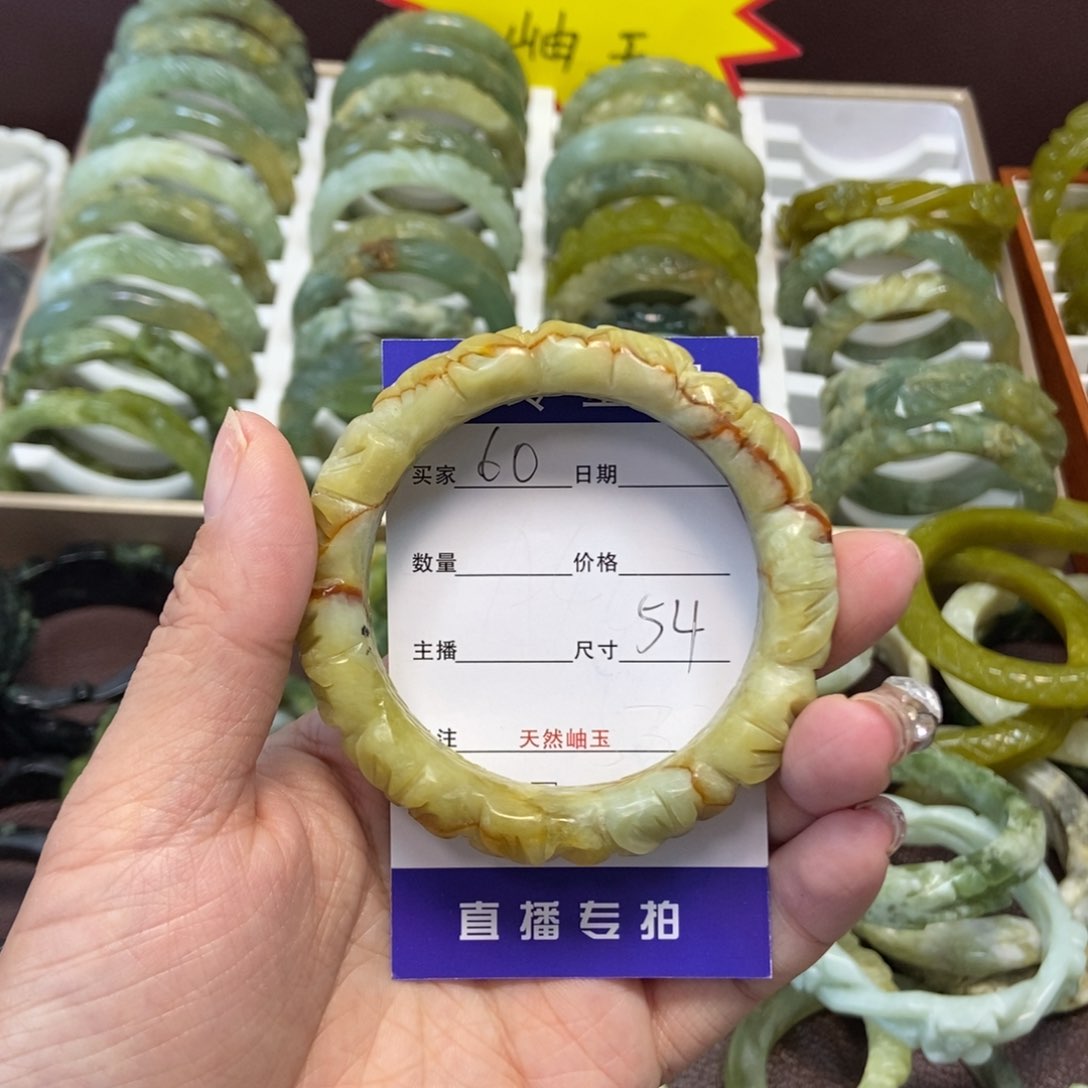 岫工
买家 60 日期
数量 价格
主播 尺寸 54
注 天然岫玉
直播专拍